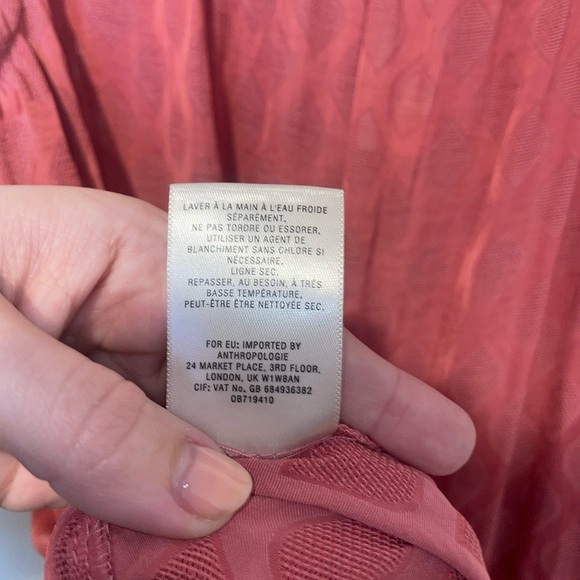 LAVER À LA MAIN À L'EAU FROIDE
SÉPARÉMENT.
NE PAS TORDRE OU ESSORER.
UTILISER UN AGENT DE
BLANCHIMENT SANS CHLORE SI
NÉCESSAIRE.
LIGNE SEC.
REPASSER, AU BESOIN, À TRÈS
BASSE TEMPÉRATURE.
PEUT-ÊTRE ÊTRE NETTOYÉE SEC.
FOR EU: IMPORTED BY
ANTHROPOLOGIE
24 MARKET PLACE, 3RD FLOOR,
LONDON, UK W1W8AN
CIF: VAT No. GB 684936382
OB719410